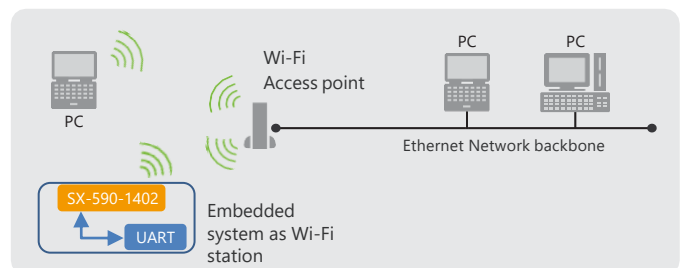 PC
PC
Wi-Fi
Access point
PC
Ethernet Network backbone
SX-590-1402
UART
Embedded
system as Wi-Fi
station